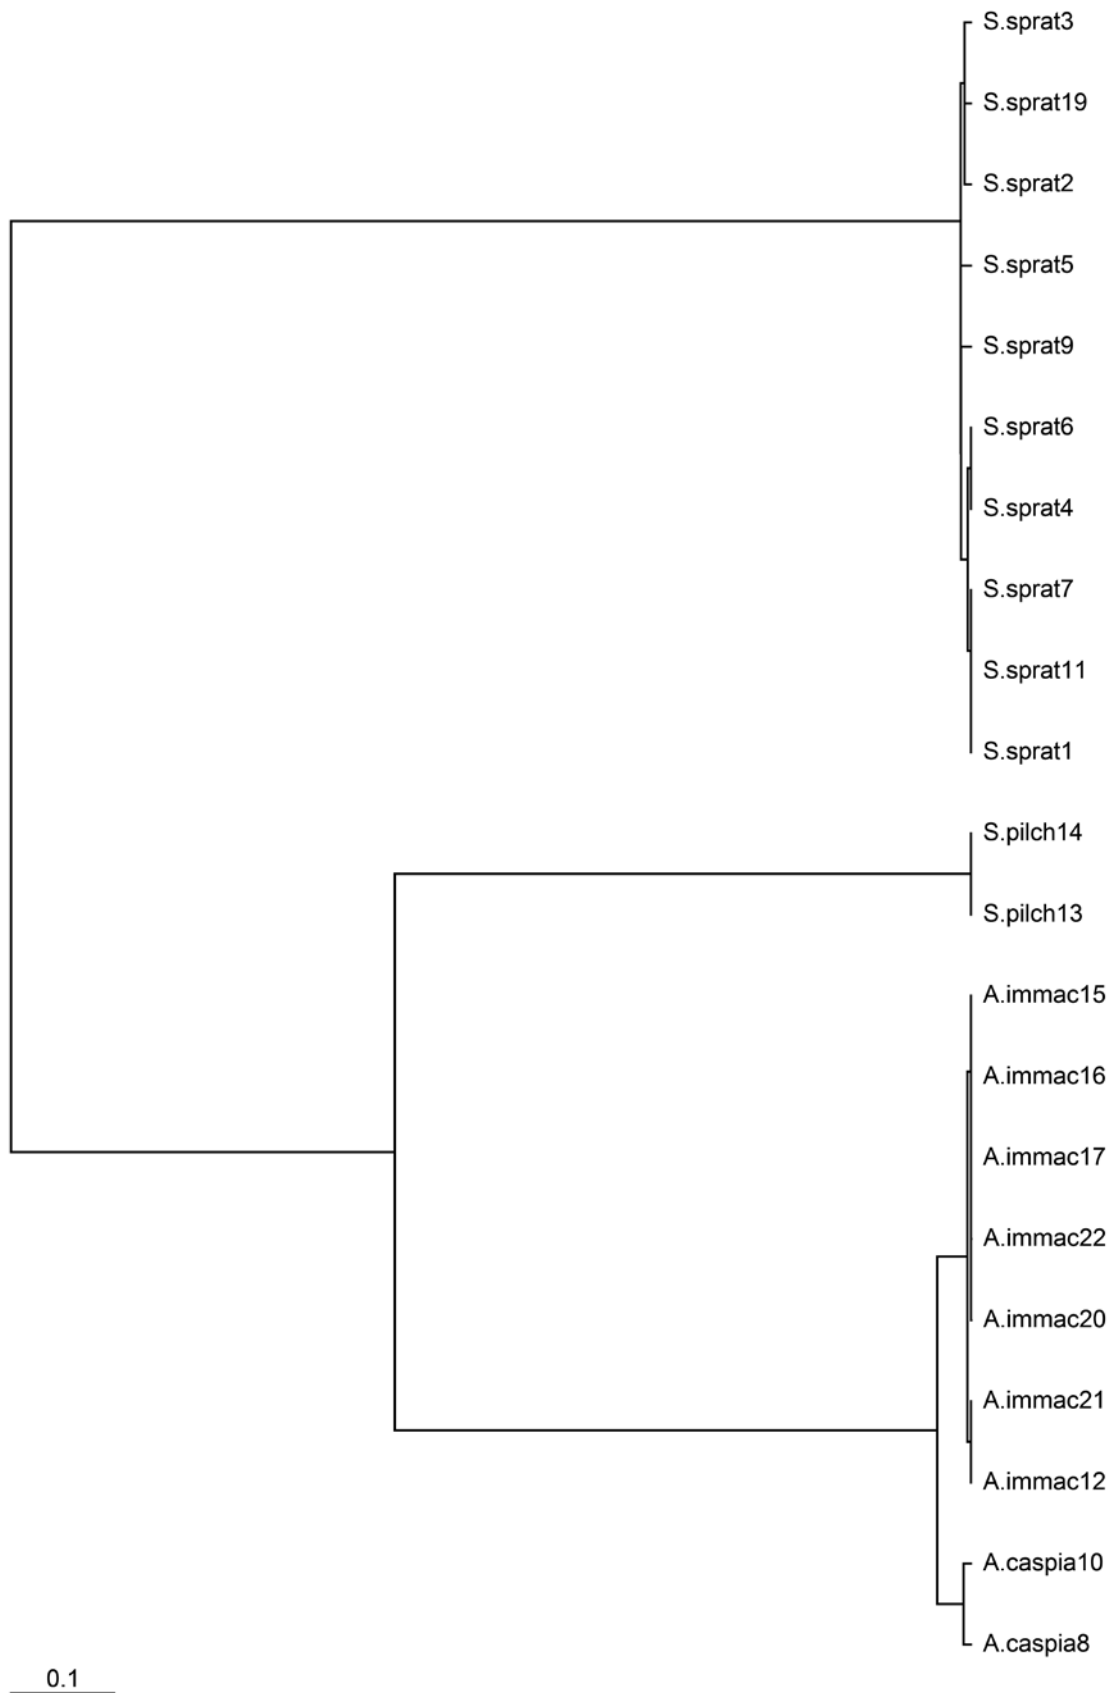 S.sprat3
S.sprat19
S.sprat2
S.sprat5
S.sprat9
S.sprat6
S.sprat4
S.sprat7
S.sprat11
S.sprat1
S.pilch14
S.pilch13
A.immac15
A.immac16
A.immac17
A.immac22
A.immac20
A.immac21
A.immac12
A.caspia10
A.caspia8
0.1